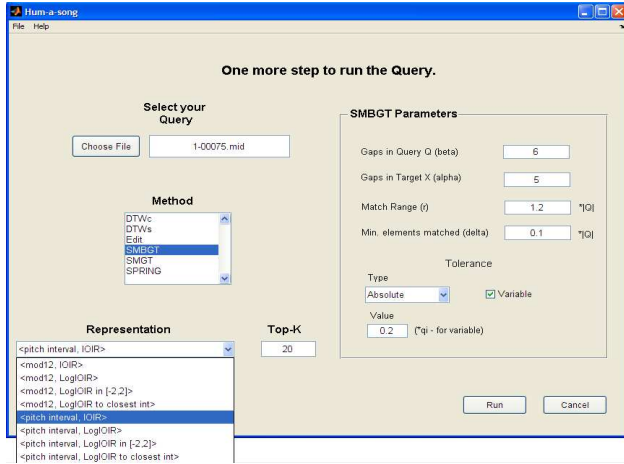 Hum-a-song
File Help
One more step to run the Query.
Select your
Query
Choose File 1-00075.mid
Method
DTWc
DTWs
Edit
SMBGT
SMGT
SPRING
Representation Top-K
<pitch interval, IOIR> 20
<mod12, IOIR>
<mod12, LogIOIR>
<mod12, LogIOIR in [-2,2]>
<mod12, LogIOIR to closest int>
<pitch interval, IOIR>
<pitch interval, LogIOIR>
<pitch interval, LogIOIR in [-2,2]>
<pitch interval, LogIOIR to closest int>
SMBGT Parameters
Gaps in Query Q (beta) 6
Gaps in Target X (alpha) 5
Match Range (r) 1.2 *|Q|
Min. elements matched (delta) 0.1 *|Q|
Tolerance
Type
Absolute Variable
Value
0.2 (*qi - for variable)
Run Cancel